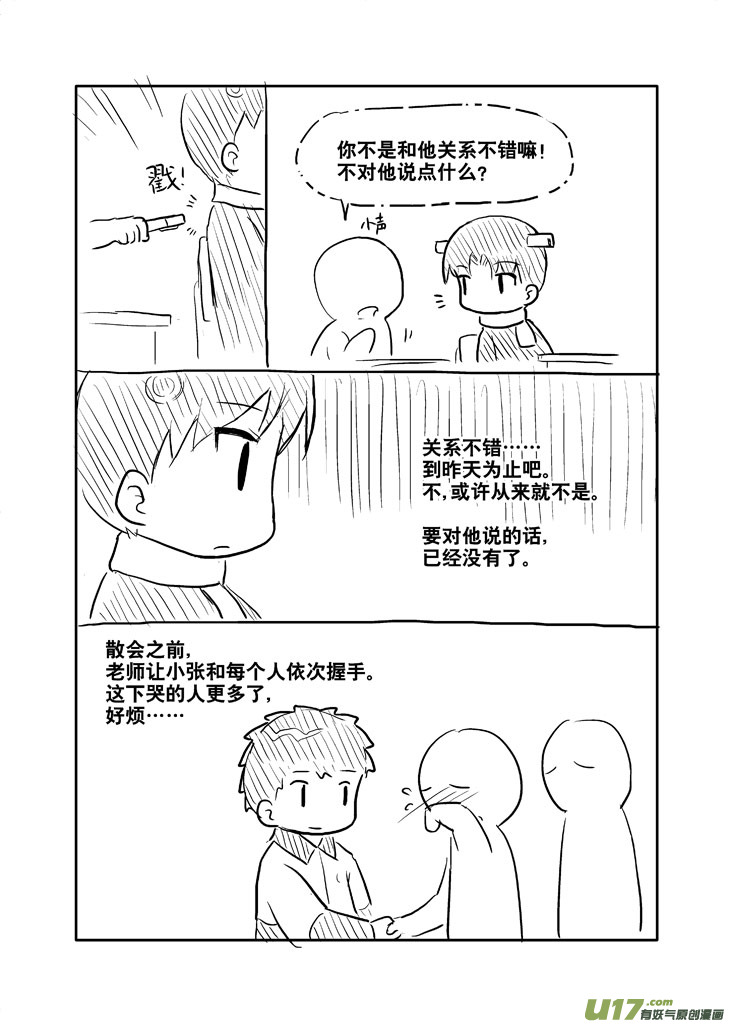 戳！
你不是和他关系不错嘛！
不对他说点什么？
小声
关系不错……
到昨天为止吧。
不，或许从来就不是。
要对他说的话，
已经没有了。
散会之前，
老师让小张和每个人依次握手。
这下哭的人更多了，
好烦……
U17.com
有妖气原创漫画